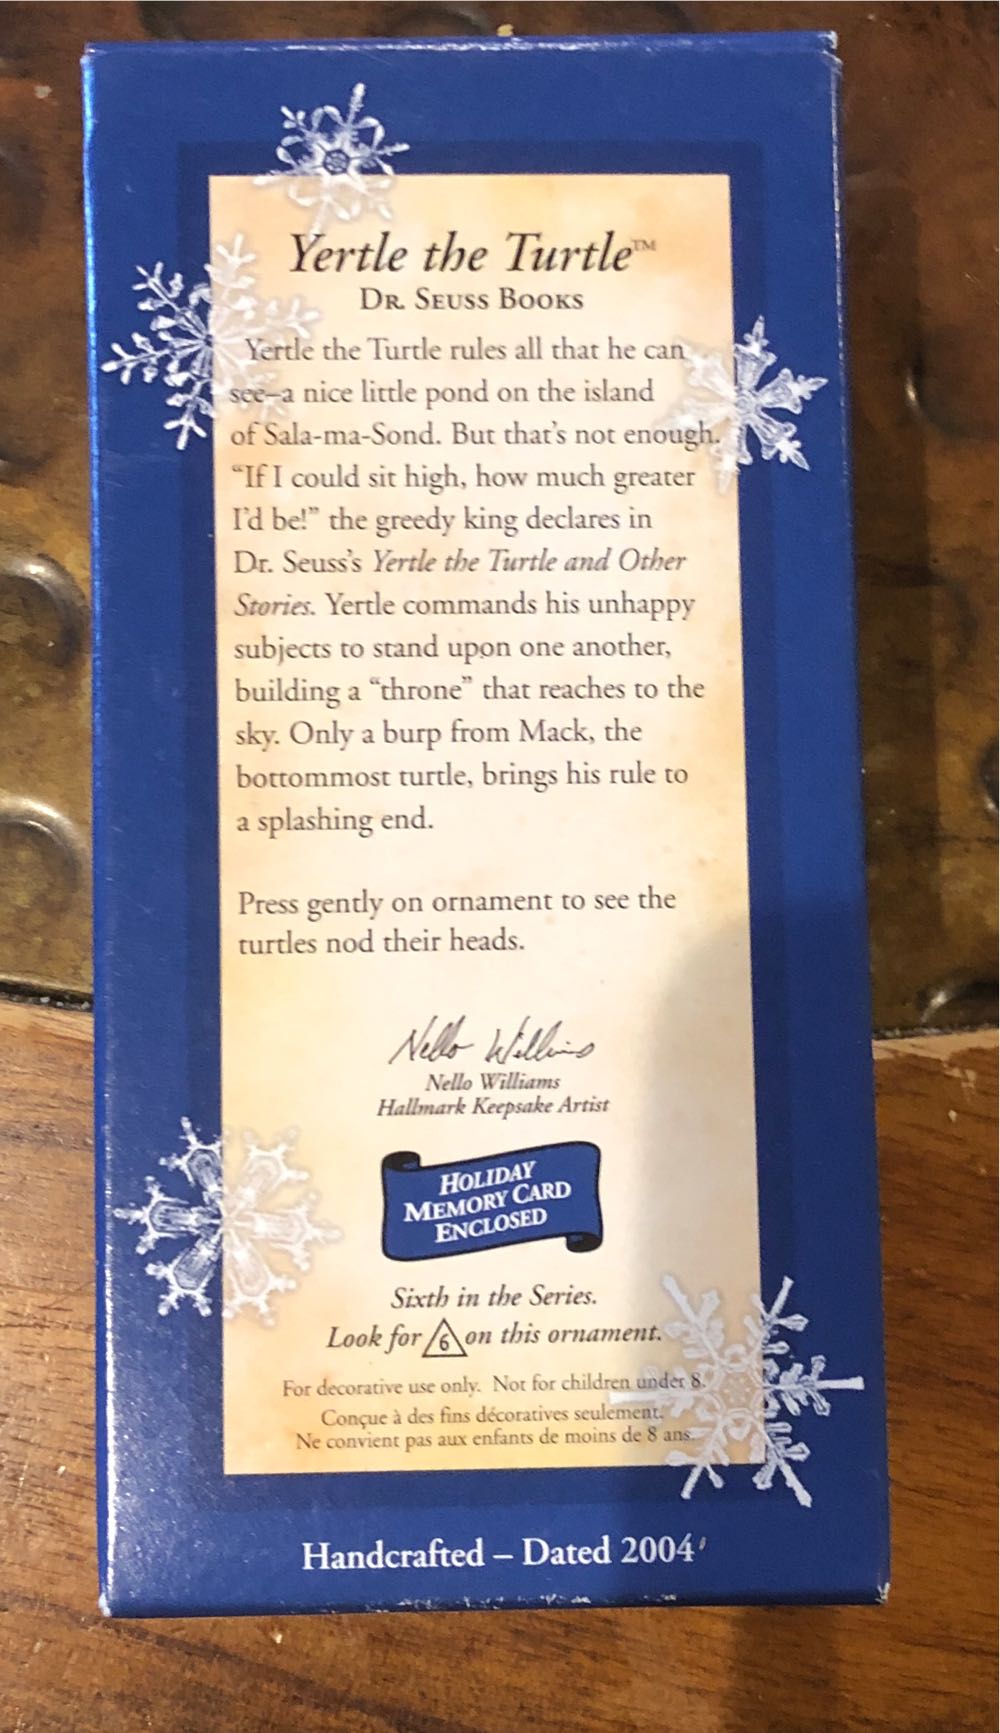 Yertle the Turtle™
DR. SEUSS BOOKS
Yertle the Turtle rules all that he can
see–a nice little pond on the island
of Sala-ma-Sond. But that's not enough.
“If I could sit high, how much greater
I'd be!” the greedy king declares in
Dr. Seuss's Yertle the Turtle and Other
Stories. Yertle commands his unhappy
subjects to stand upon one another,
building a “throne” that reaches to the
sky. Only a burp from Mack, the
bottommost turtle, brings his rule to
a splashing end.
Press gently on ornament to see the
turtles nod their heads.
Nello Williams
Nello Williams
Hallmark Keepsake Artist
HOLIDAY
MEMORY CARD
ENCLOSED
Sixth in the Series.
Look for 6 on this ornament.
For decorative use only. Not for children under 8.
Conçue à des fins décoratives seulement.
Ne convient pas aux enfants de moins de 8 ans.
Handcrafted – Dated 2004